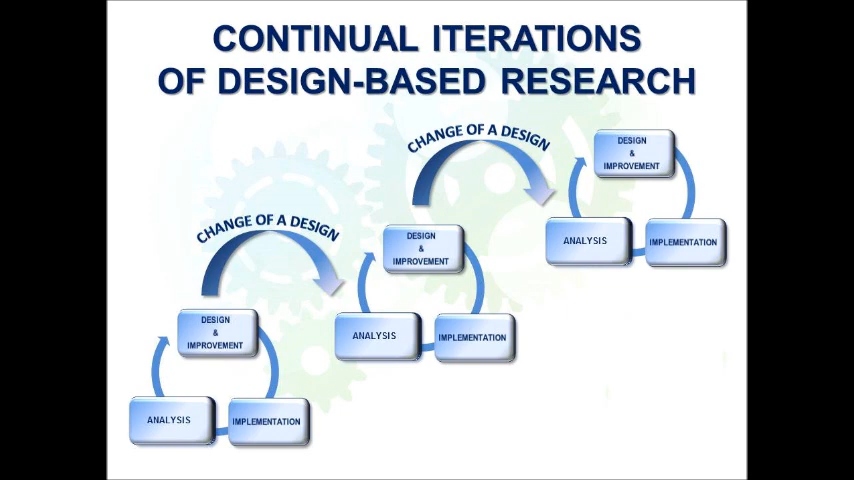 CONTINUAL ITERATIONS
OF DESIGN-BASED RESEARCH
CHANGE OF A DESIGN
DESIGN
&
IMPROVEMENT
ANALYSIS
IMPLEMENTATION
CHANGE OF A DESIGN
DESIGN
&
IMPROVEMENT
ANALYSIS
IMPLEMENTATION
DESIGN
&
IMPROVEMENT
ANALYSIS
IMPLEMENTATION